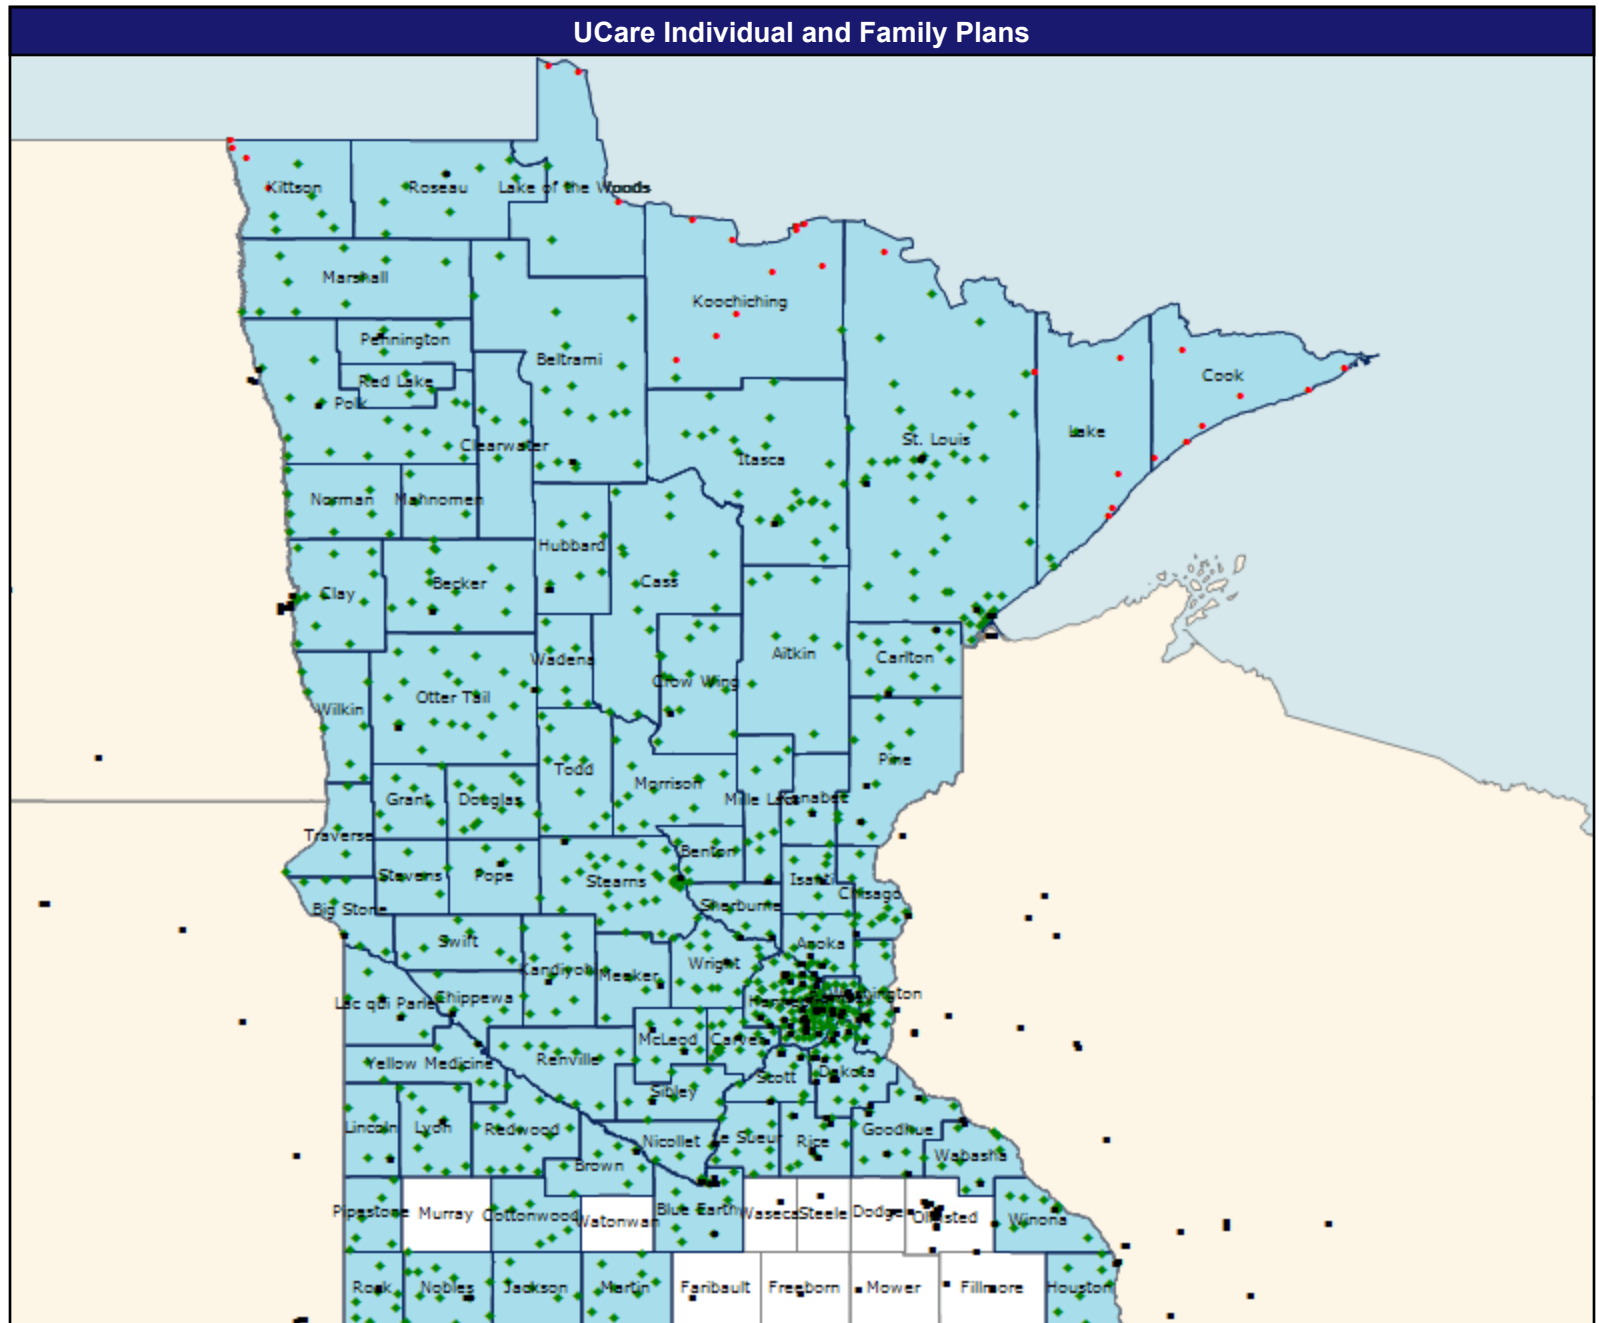 UCare Individual and Family Plans
Kittson
Roseau
Lake of the Woods
Marshall
Koochiching
Pennington
Beltrami
Red Lake
Cook
Polk
Lake
St. Louis
Clearwater
Itasca
Norman
Mahnomen
Hubbard
Cass
Becker
Clay
Aitkin
Carlton
Wadena
Crow Wing
Otter Tail
Wilkin
Pine
Todd
Morrison
Grant
Douglas
Mille Lacs
Kanabec
Traverse
Benton
Stevens
Pope
Stearns
Isanti
Chisago
Big Stone
Sherburne
Swift
Anoka
Kandiyohi
Meeker
Wright
Lac qui Parle
Chippewa
Washington
McLeod
Carver
Yellow Medicine
Renville
Scott
Dakota
Sibley
Lincoln
Lyon
Redwood
Nicollet
Le Sueur
Rice
Goodhue
Wabasha
Brown
Pipestone
Murray
Cottonwood
Watonwan
Blue Earth
Waseca
Steele
Dodge
Olmsted
Winona
Rock
Nobles
Jackson
Martin
Faribault
Freeborn
Mower
Fillmore
Houston